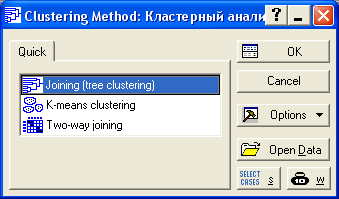 Clustering Method: Кластерный анали
Quick
Joining (tree clustering)
K-means clustering
Two-way joining
OK
Cancel
Options
Open Data
SELECT CASES S
W